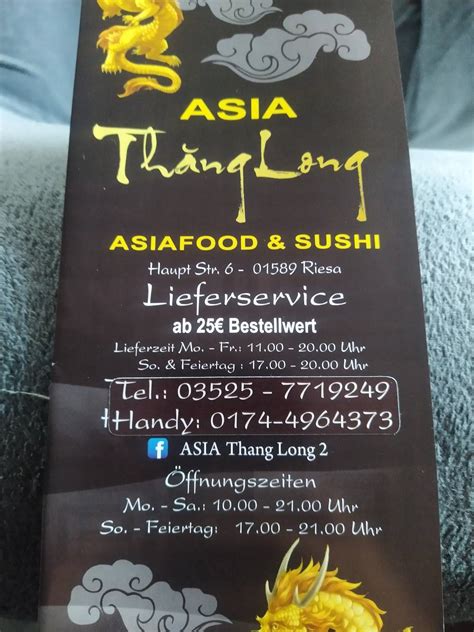 ASIA
Thăng Long
ASIAFOOD & SUSHI
Haupt Str. 6 - 01589 Riesa
Lieferservice
ab 25€ Bestellwert
Lieferzeit Mo. - Fr.: 11.00 - 20.00 Uhr
So. & Feiertag : 17.00 - 20.00 Uhr
Tel.: 03525 - 7719249
Handy: 0174-4964373
f ASIA Thang Long 2
Öffnungszeiten
Mo. - Sa.: 10.00 - 21.00 Uhr
So. - Feiertag: 17.00 - 21.00 Uhr